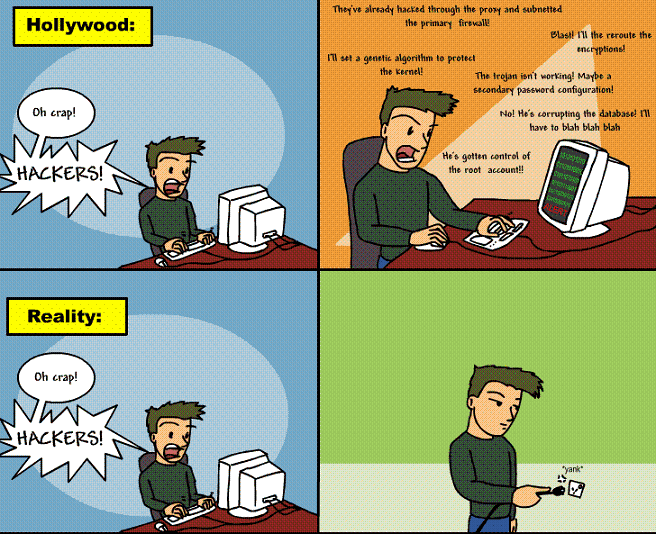 Hollywood:
Oh crap!
HACKERS!
They've already hacked through the proxy and subnetted
the primary firewall!
Blast! I'll the reroute the
encryptions!
I'll set a genetic algorithm to protect
the kernel!
The trojan isn't working! Maybe a
secondary password configuration!
No! He's corrupting the database! I'll
have to blah blah blah
He's gotten control of
the root account!!
Reality:
Oh crap!
HACKERS!
*yank*